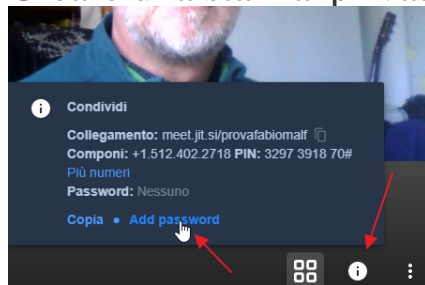 Condividi
Collegamento: meet.jit.si/provafabiomalf
Componi: +1.512.402.2718 PIN: 3297 3918 70#
Più numeri
Password: Nessuno
Copia • Add password